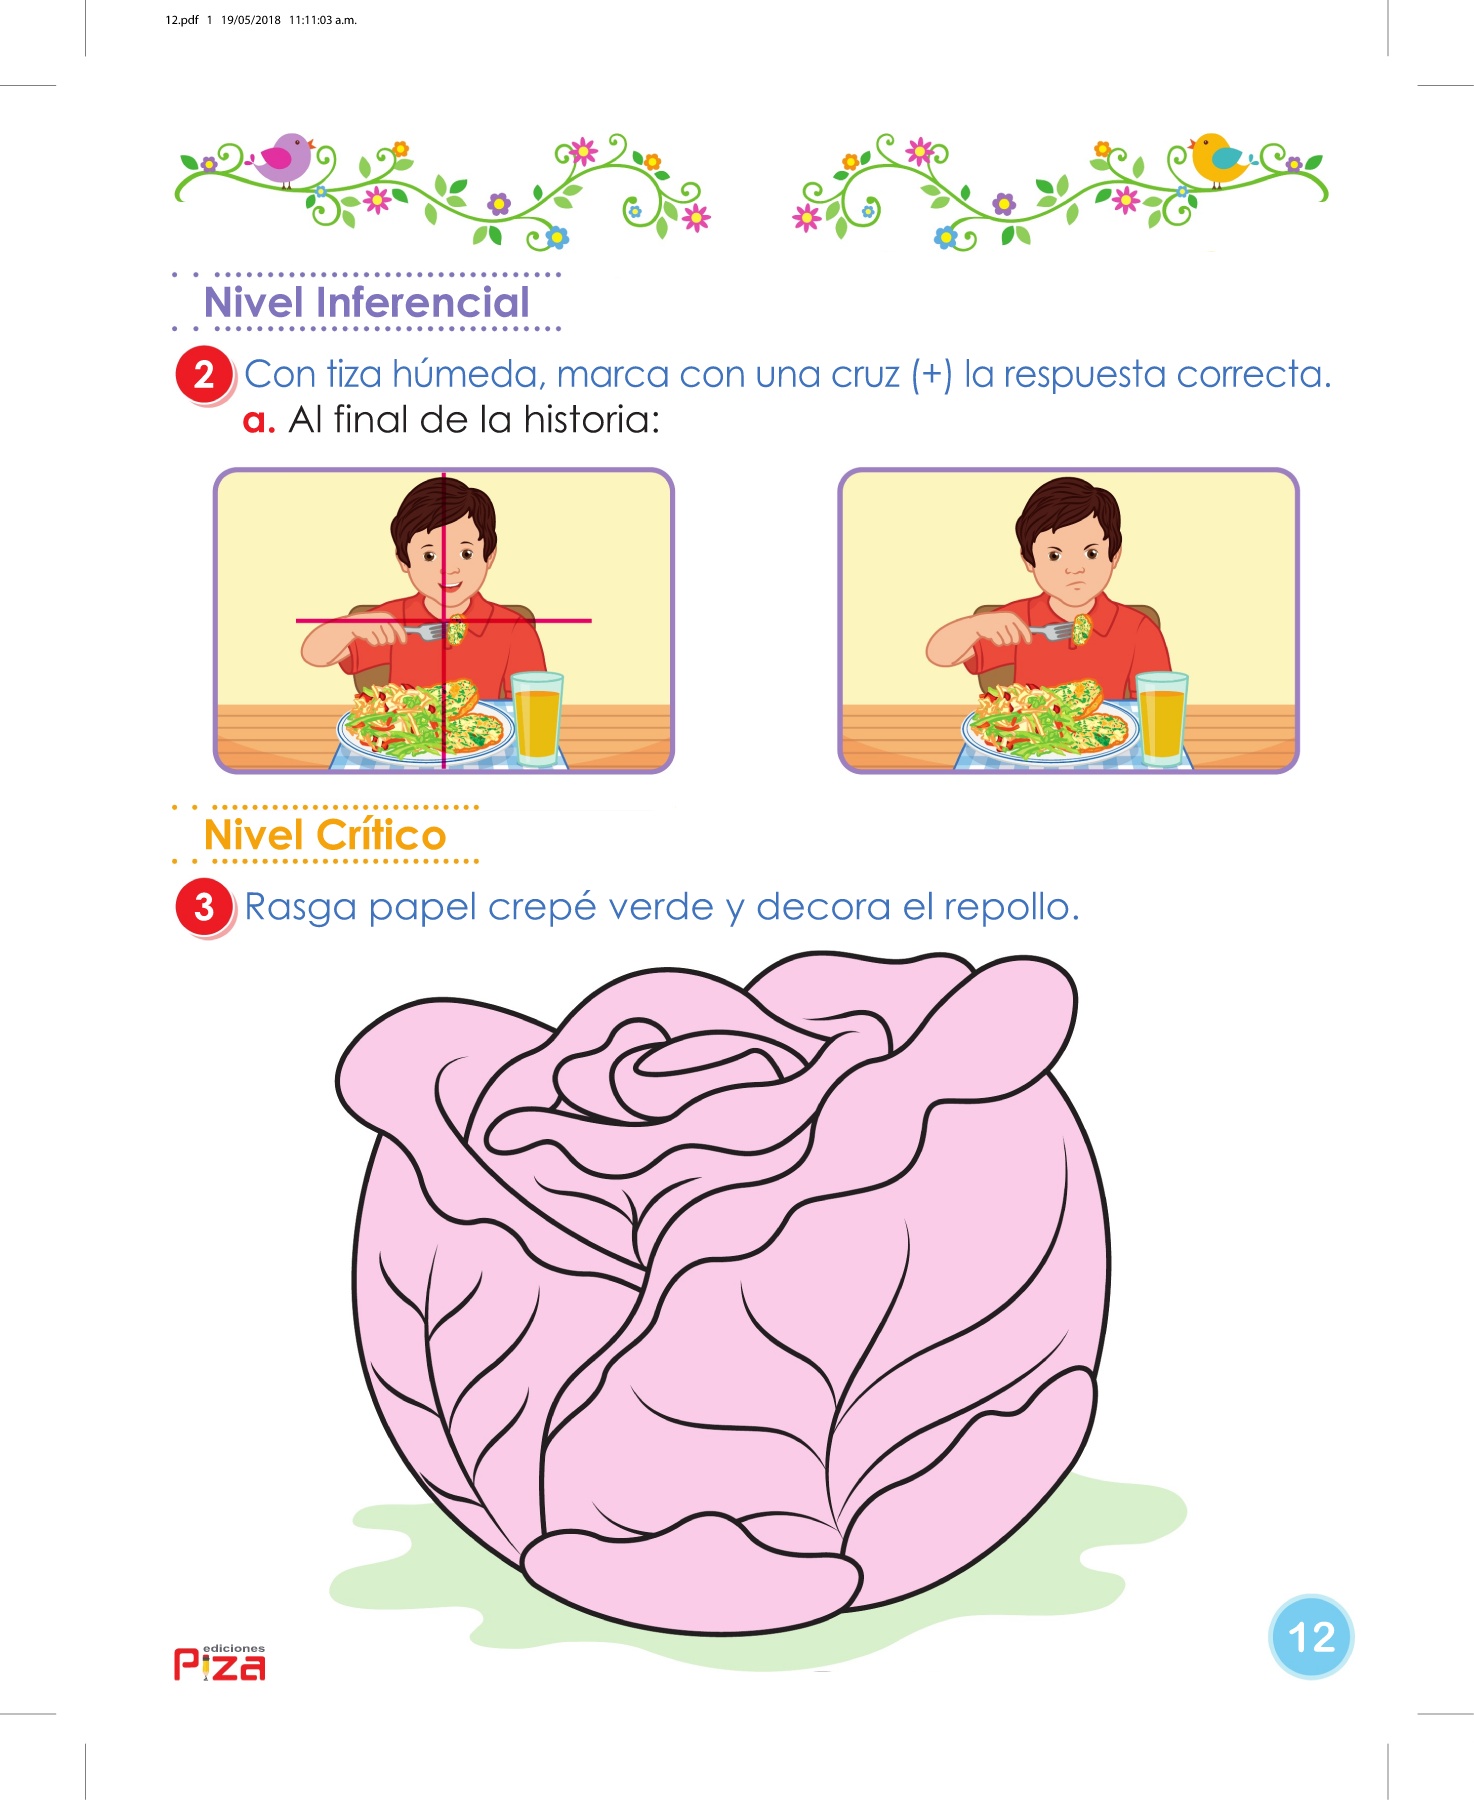 12.pdf 1 19/05/2018 11:11:03 a.m.
Nivel Inferencial
2 Con tiza húmeda, marca con una cruz (+) la respuesta correcta.
a. Al final de la historia:
Nivel Crítico
3 Rasga papel crepé verde y decora el repollo.
ediciones
Piza
12